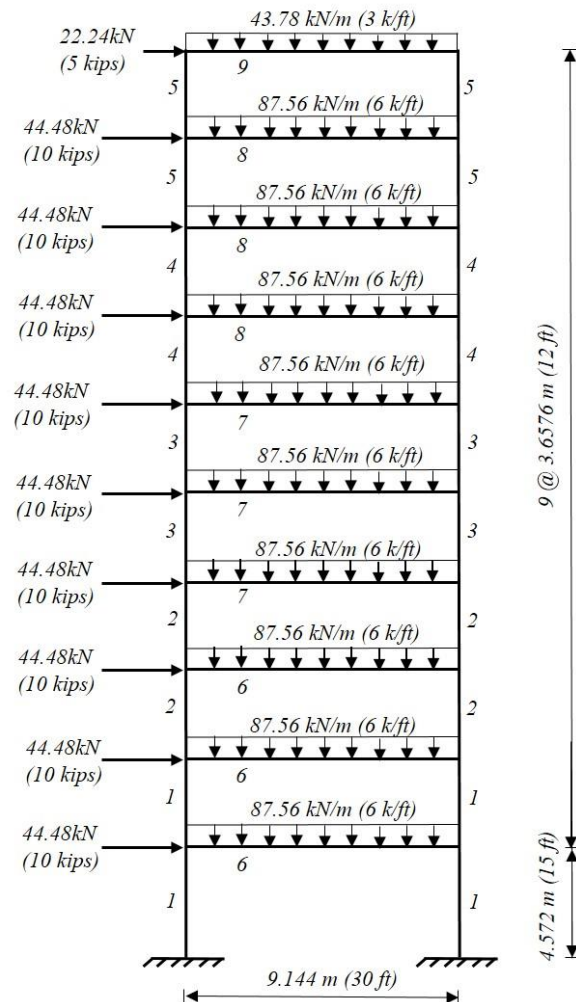 43.78 kN/m (3 k/ft)
22.24kN
(5 kips)
9
5
5
87.56 kN/m (6 k/ft)
44.48kN
(10 kips)
8
5
5
87.56 kN/m (6 k/ft)
44.48kN
(10 kips)
8
4
4
87.56 kN/m (6 k/ft)
44.48kN
(10 kips)
8
4
4
87.56 kN/m (6 k/ft)
44.48kN
(10 kips)
7
3
3
87.56 kN/m (6 k/ft)
44.48kN
(10 kips)
7
3
3
87.56 kN/m (6 k/ft)
44.48kN
(10 kips)
7
2
2
87.56 kN/m (6 k/ft)
44.48kN
(10 kips)
6
2
2
87.56 kN/m (6 k/ft)
44.48kN
(10 kips)
6
1
1
87.56 kN/m (6 k/ft)
44.48kN
(10 kips)
6
1
1
9 @ 3.6576 m (12 ft)
4.572 m (15 ft)
9.144 m (30 ft)